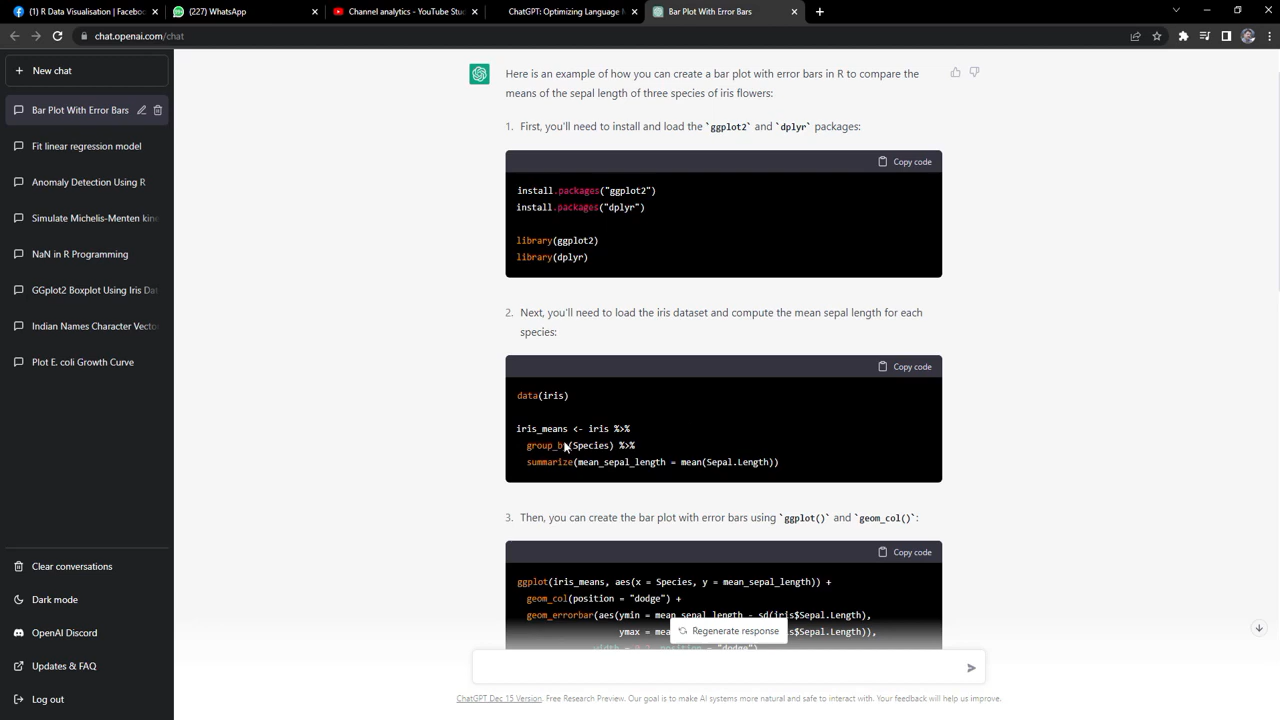 (1) R Data Visualisation | Faceboo
(227) WhatsApp
Channel analytics - YouTube Stud
ChatGPT: Optimizing Language M
Bar Plot With Error Bars
chat.openai.com/chat
New chat
Bar Plot With Error Bars
Fit linear regression model
Anomaly Detection Using R
Simulate Michelis-Menten kine
NaN in R Programming
GGplot2 Boxplot Using Iris Dat
Indian Names Character Vecto
Plot E. coli Growth Curve
Clear conversations
Dark mode
OpenAI Discord
Updates & FAQ
Log out
Here is an example of how you can create a bar plot with error bars in R to compare the
means of the sepal length of three species of iris flowers:
1. First, you'll need to install and load the `ggplot2` and `dplyr` packages:
Copy code
install.packages("ggplot2")
install.packages("dplyr")
library(ggplot2)
library(dplyr)
2. Next, you'll need to load the iris dataset and compute the mean sepal length for each
species:
Copy code
data(iris)
iris_means <- iris %>%
group_by(Species) %>%
summarize(mean_sepal_length = mean(Sepal.Length))
3. Then, you can create the bar plot with error bars using `ggplot()` and `geom_col()`:
Copy code
ggplot(iris_means, aes(x = Species, y = mean_sepal_length)) +
geom_col(position = "dodge") +
geom_errorbar(aes(ymin = mean_sepal_length - sd(iris$Sepal.Length),
ymax = mea iris$Sepal.Length)),
width = 0.2, position = "dodge")
Regenerate response
ChatGPT Dec 15 Version. Free Research Preview. Our goal is to make AI systems more natural and safe to interact with. Your feedback will help us improve.